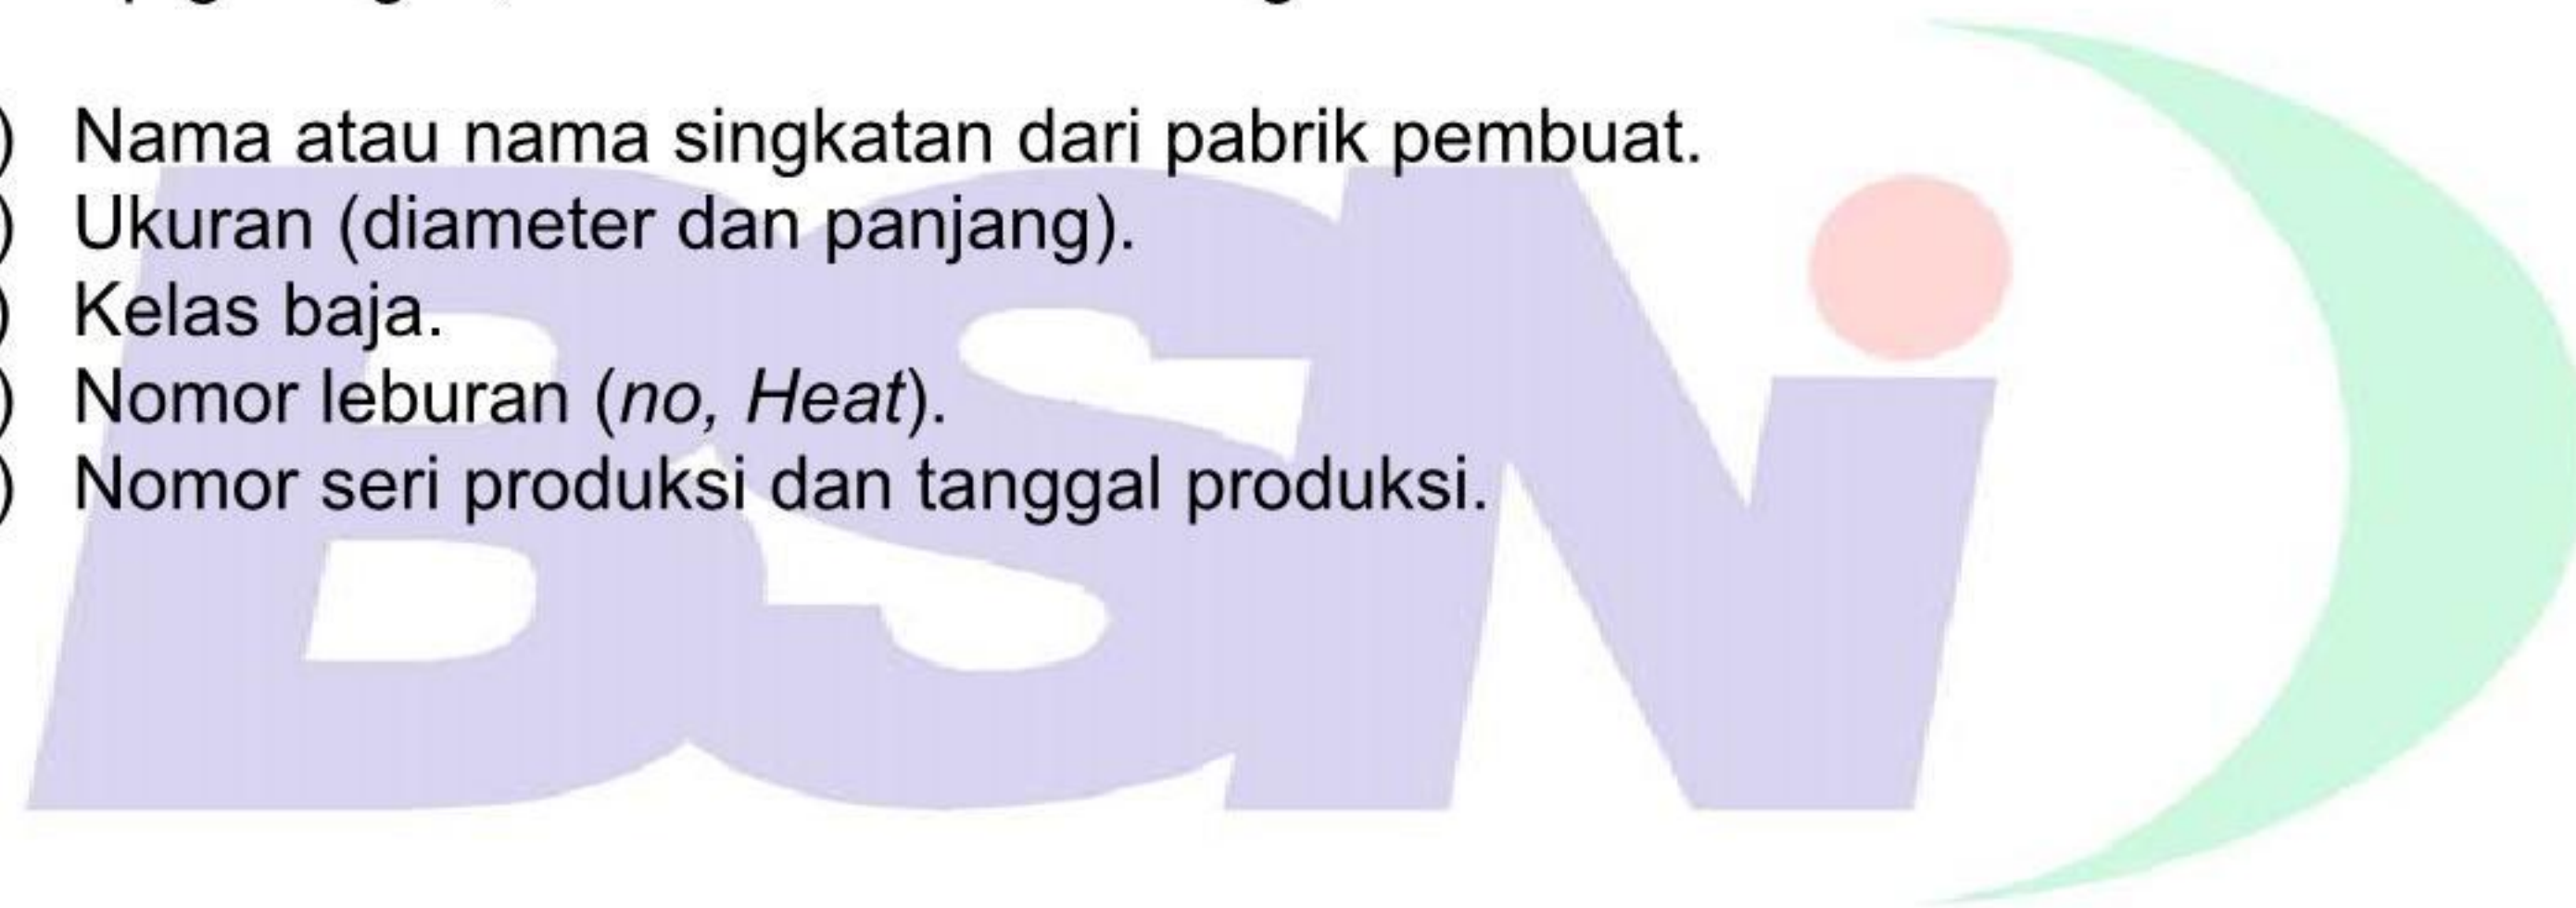 ) Nama atau nama singkatan dari pabrik pembuat.
) Ukuran (diameter dan panjang).
) Kelas baja.
) Nomor leburan (no, Heat).
) Nomor seri produksi dan tanggal produksi.
BSNi